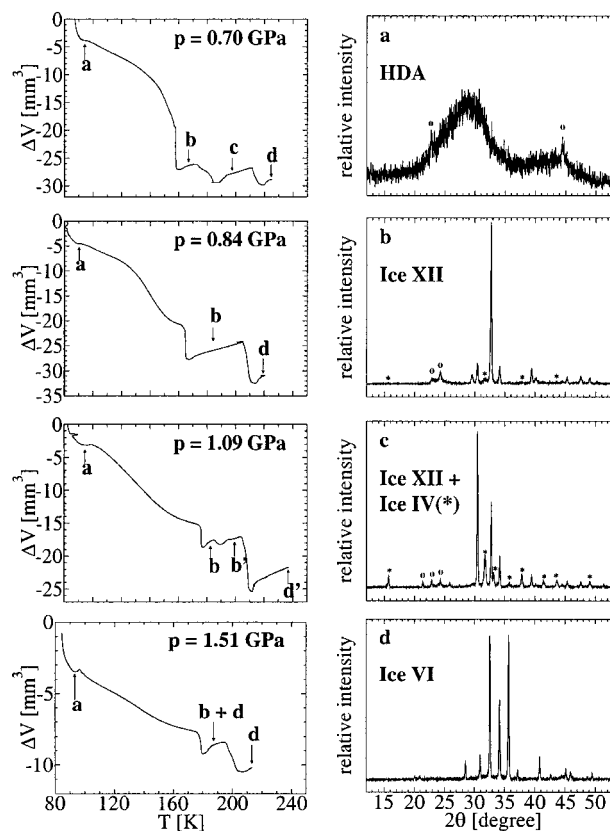 p = 0.70 GPa
ΔV [mm³]
0
-5
-10
-15
-20
-25
-30
a
b
c
d
p = 0.84 GPa
ΔV [mm³]
0
-5
-10
-15
-20
-25
-30
-35
a
b
d
p = 1.09 GPa
ΔV [mm³]
0
-5
-10
-15
-20
-25
a
b
b*
d'
p = 1.51 GPa
ΔV [mm³]
0
-5
-10
a
b + d
d
80 120 160 200 240
T [K]
a
HDA
relative intensity
o
o
b
Ice XII
relative intensity
* o o * * *
c
Ice XII +
Ice IV(*)
relative intensity
* o o o * * * * * * *
d
Ice VI
relative intensity
15 20 25 30 35 40 45 50
2θ [degree]